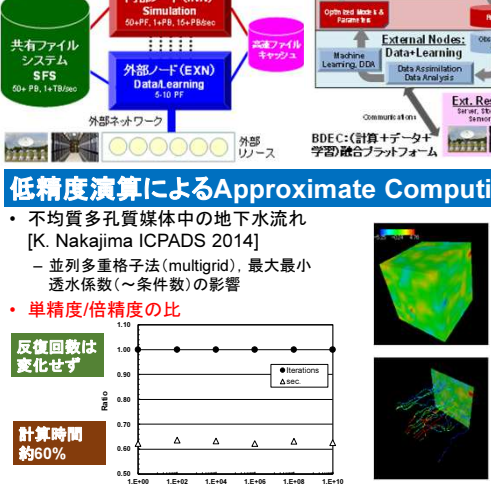 Simulation
50+PF, 1+PB, 15+PB/sec
共有ファイル
システム
SFS
50+ PB, 1+TB/sec
高速ファイル
キャッシュ
外部ノード(EXN)
Data/Learning
5-10 PF
外部ネットワーク
外部
リソース
Optimized Models &
Parameters
External Nodes:
Data+Learning
Machine
Learning, DDA
Data Assimilation
Data Analysis
Communications
BDEC:(計算+データ+
学習)融合プラットフォーム
低精度演算によるApproximate Computi
• 不均質多孔質媒体中の地下水流れ
[K. Nakajima ICPADS 2014]
– 並列多重格子法(multigrid), 最大最小
透水係数(~条件数)の影響
• 単精度/倍精度の比
反復回数は
変化せず
計算時間
約60%
Ratio
1.10
1.00
0.90
0.80
0.70
0.60
0.50
●Iterations
△sec.
1.E+00 1.E+02 1.E+04 1.E+06 1.E+08 1.E+10